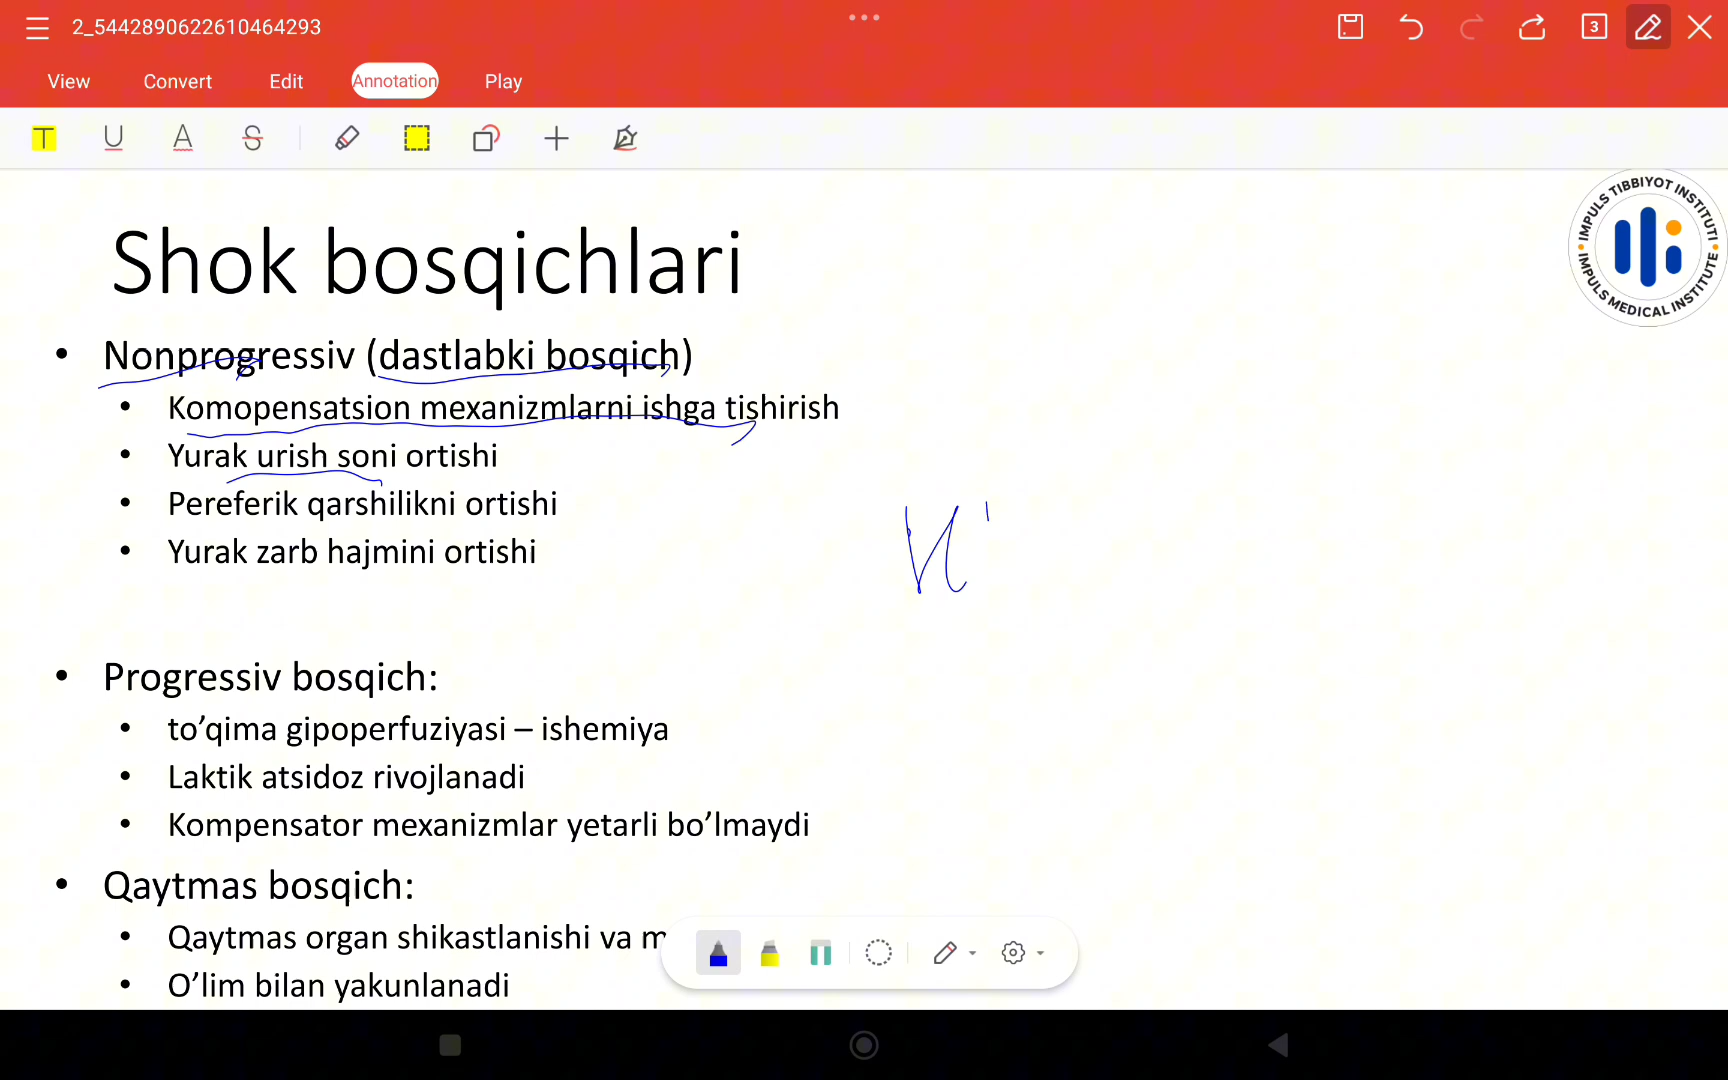 2_5442890622610464293
3
View Convert Edit Annotation Play
T U A S
IMPULS TIBBIYOT INSTITUTI
IMPULS MEDICAL INSTITUTE
Shok bosqichlari
• Nonprogressiv (dastlabki bosqich)
• Komopensatsion mexanizmlarni ishga tishirish
• Yurak urish soni ortishi
• Pereferik qarshilikni ortishi
• Yurak zarb hajmini ortishi
• Progressiv bosqich:
• to’qima gipoperfuziyasi – ishemiya
• Laktik atsidoz rivojlanadi
• Kompensator mexanizmlar yetarli bo’lmaydi
• Qaytmas bosqich:
• Qaytmas organ shikastlanishi va
• O’lim bilan yakunlanadi